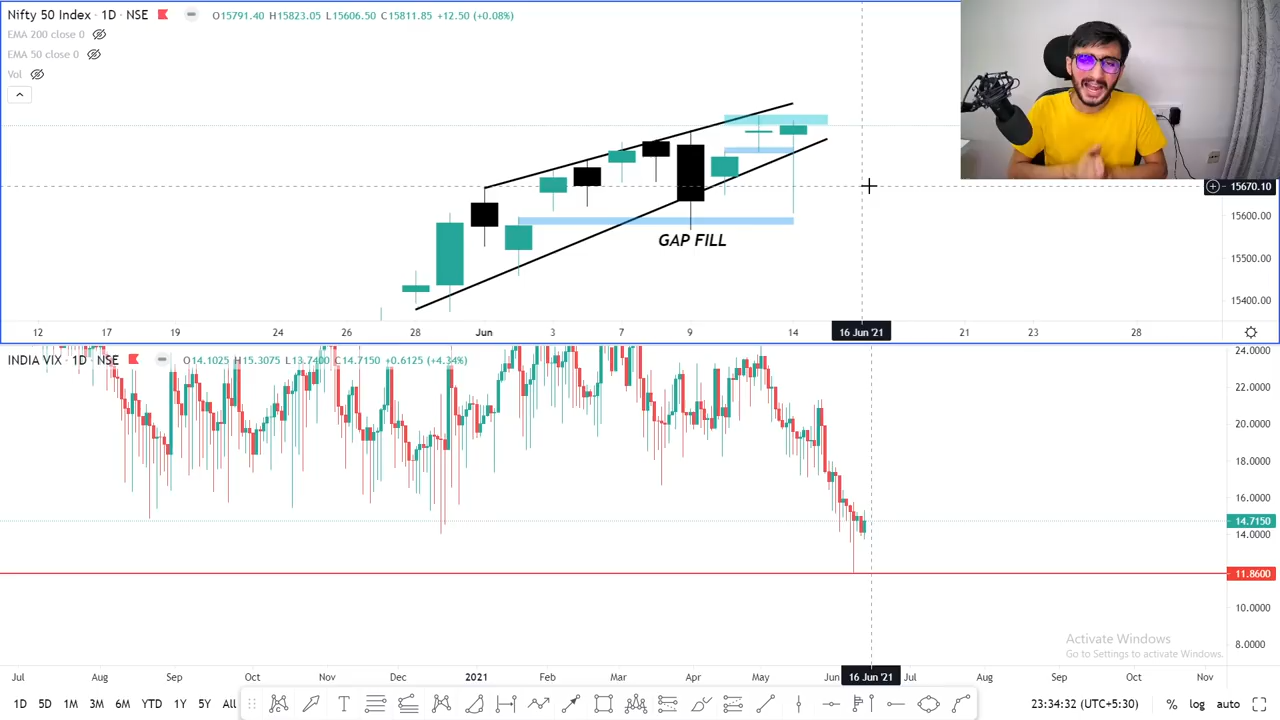 Nifty 50 Index · 1D · NSE O15791.40 H15823.05 L15606.50 C15811.85 +12.50 (+0.08%)
EMA 200 close 0
EMA 50 close 0
Vol
15670.10
15600.00
15500.00
15400.00
GAP FILL
12 17 19 24 26 28 Jun 3 7 9 14 16 Jun '21 21 23 28
INDIA VIX · 1D · NSE O14.1025 H15.3075 L13.7400 C14.7150 +0.6125 (+4.34%)
24.0000
22.0000
20.0000
18.0000
16.0000
14.7150
14.0000
11.8600
10.0000
8.0000
Activate Windows
Go to Settings to activate Windows.
Jul Aug Sep Oct Nov Dec 2021 Feb Mar Apr May Jun 16 Jun '21 Jul Aug Sep Oct Nov
1D 5D 1M 3M 6M YTD 1Y 5Y All 23:34:32 (UTC+5:30) % log auto